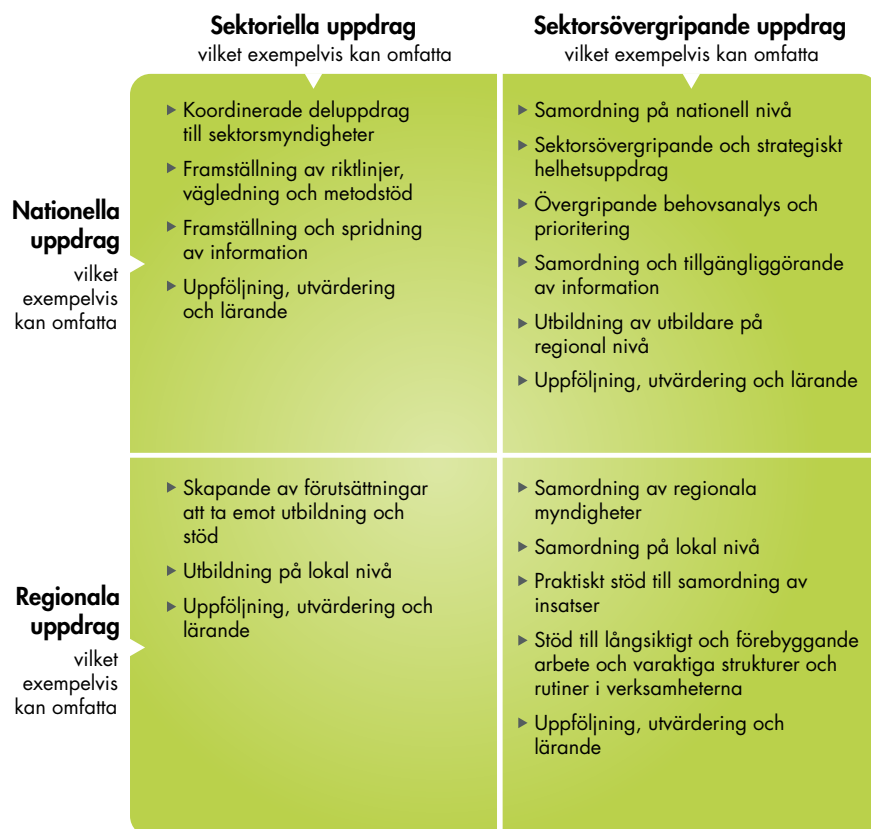 Sektoriella uppdrag
vilket exempelvis kan omfatta
Sektorsövergripande uppdrag
vilket exempelvis kan omfatta
Nationella
uppdrag
vilket
exempelvis
kan omfatta
Koordinerade deluppdrag
till sektorsmyndigheter
Framställning av riktlinjer,
vägledning och metodstöd
Framställning och spridning
av information
Uppföljning, utvärdering
och lärande
Samordning på nationell nivå
Sektorsövergripande och strategiskt
helhetsuppdrag
Övergripande behovsanalys och
prioritering
Samordning och tillgängliggörande
av information
Utbildning av utbildare på
regional nivå
Uppföljning, utvärdering och lärande
Regionala
uppdrag
vilket
exempelvis
kan omfatta
Skapande av förutsättningar
att ta emot utbildning och
stöd
Utbildning på lokal nivå
Uppföljning, utvärdering och
lärande
Samordning av regionala
myndigheter
Samordning på lokal nivå
Praktiskt stöd till samordning av
insatser
Stöd till långsiktigt och förebyggande
arbete och varaktiga strukturer och
rutiner i verksamheterna
Uppföljning, utvärdering och
lärande